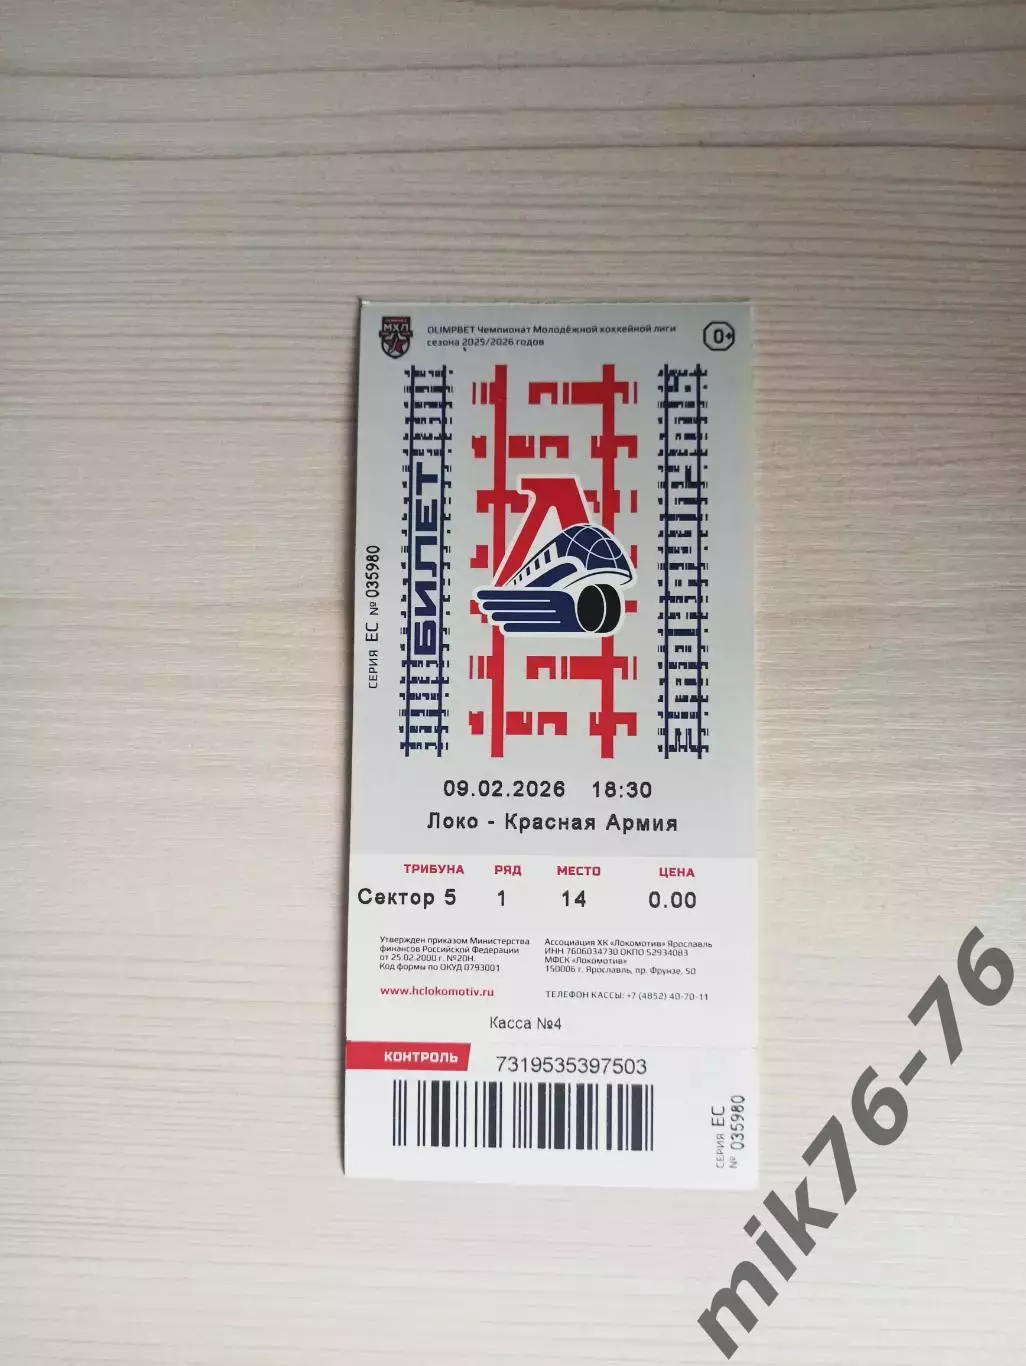 МХЛ
OLIMPBET Чемпионат Молодёжной хоккейной лиги
сезона 2025/2026 годов
0+
БИЛЕТ
СЕРИЯ ЕС № 035980
09.02.2026 18:30
Локо - Красная Армия
ТРИБУНА РЯД МЕСТО ЦЕНА
Сектор 5 1 14 0.00
Утвержден приказом Министерства
финансов Российской Федерации
от 25.02.2000 г. №20Н.
Код формы по ОКУД 0793001
www.hclokomotiv.ru
Ассоциация ХК «Локомотив» Ярославль
ИНН 7606034730 ОКПО 52934083
МФСК «Локомотив»
150006 г. Ярославль, пр. Фрунзе, 50
ТЕЛЕФОН КАССЫ: +7 (4852) 40-70-11
Касса №4
КОНТРОЛЬ
7319535397503
СЕРИЯ ЕС
№ 035980
mik76-76